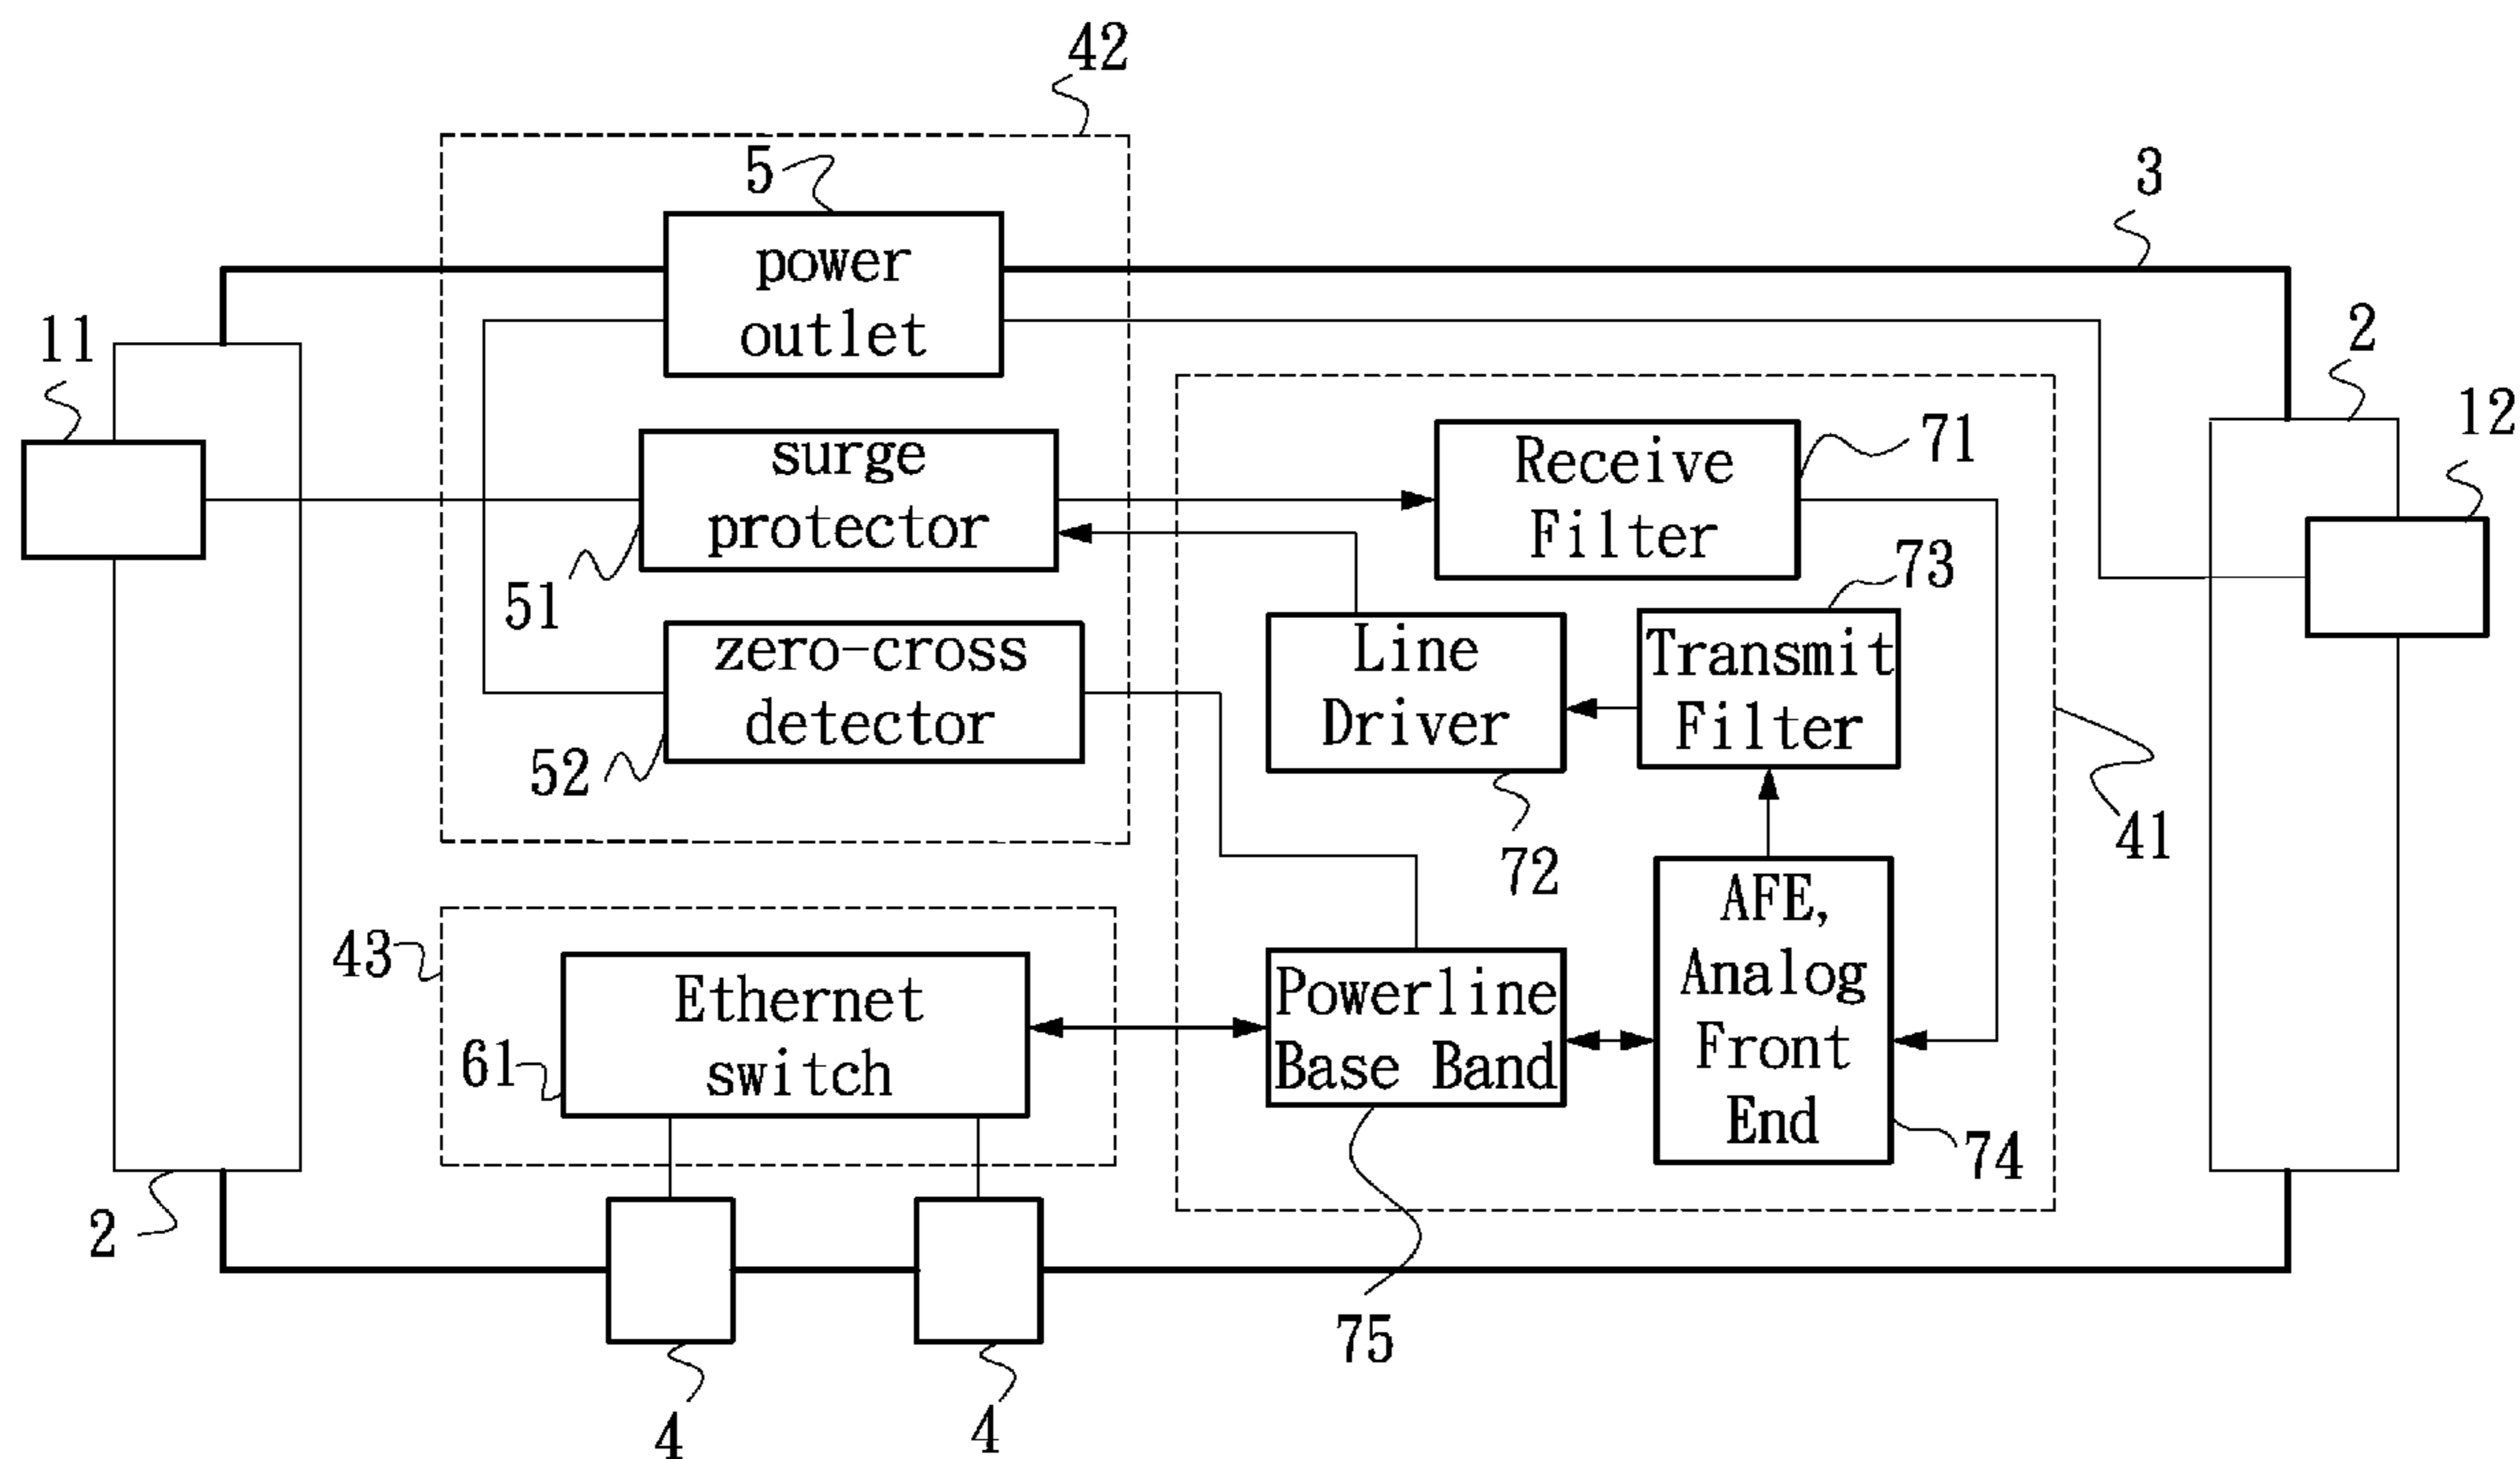 42
5
3
power
outlet
11
2
12
surge
protector
Receive
Filter
71
51
73
zero-cross
detector
Line
Driver
Transmit
Filter
52
72
41
AFE,
Analog
Front
End
43
Ethernet
switch
61
Powerline
Base Band
74
2
75
4
4